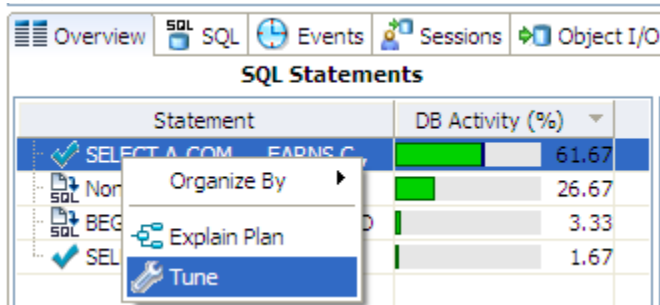 Overview SQL SQL Events Sessions Object I/O
SQL Statements
Statement DB Activity (%)
SELECT A.COM... EARNS C , 61.67
SQL Non 26.67
Organize By
SQL BEG D 3.33
Explain Plan
SEL 1.67
Tune